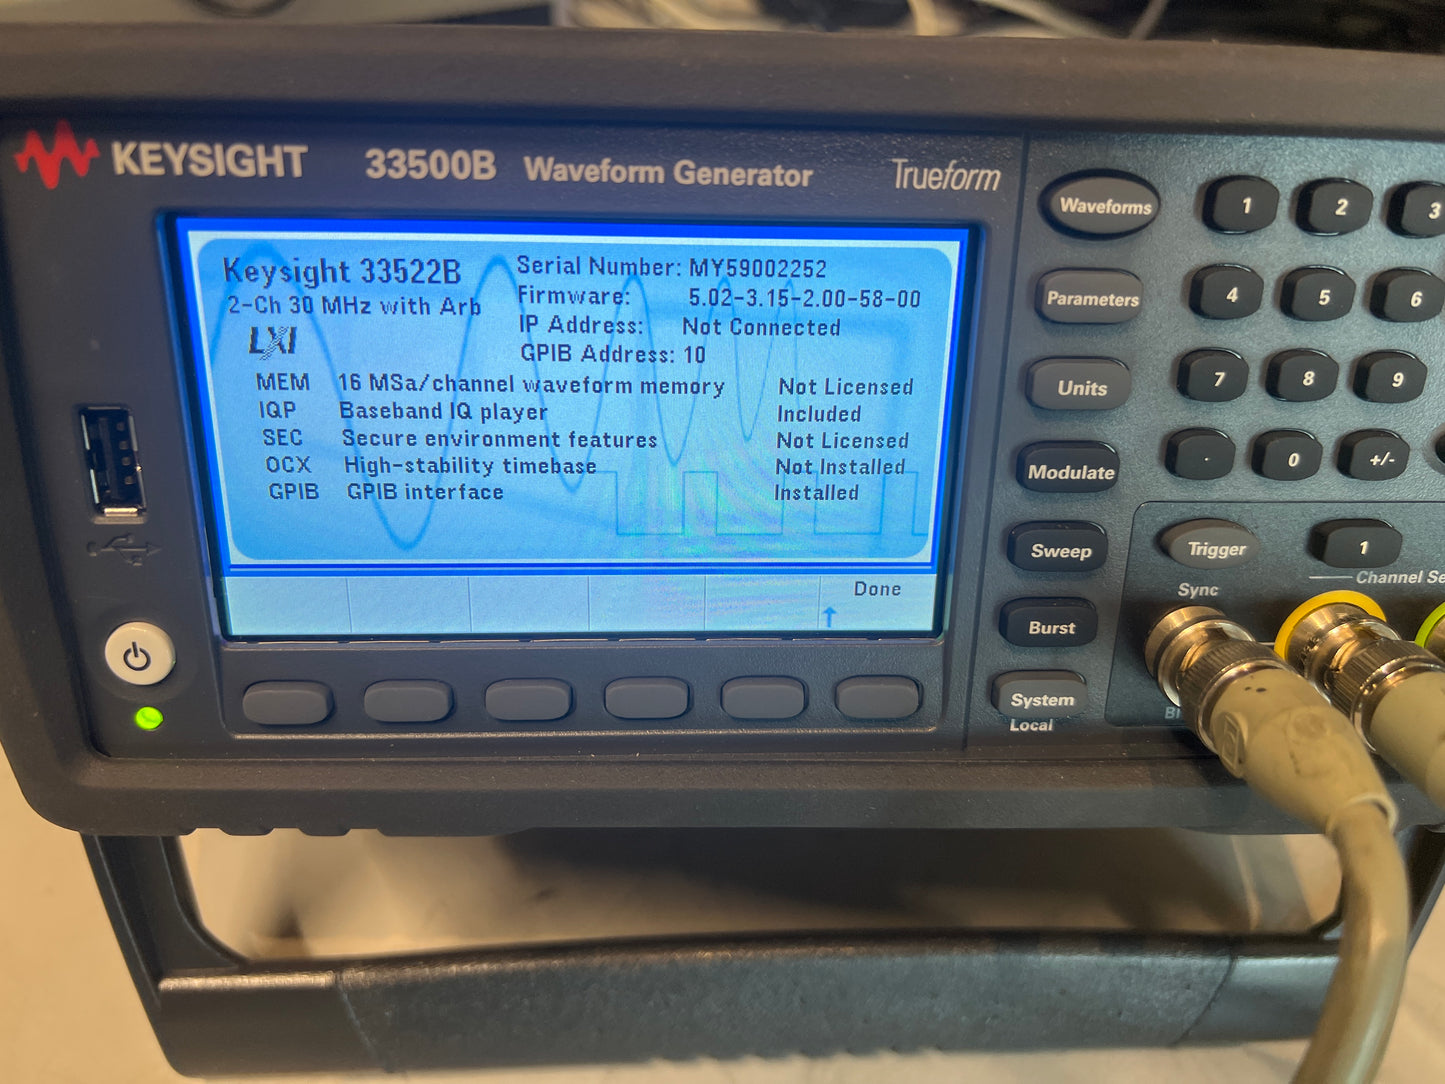 KEYSIGHT 33500B Waveform Generator Trueform
Keysight 33522B
2-Ch 30 MHz with Arb
LXI
Serial Number: MY59002252
Firmware: 5.02-3.15-2.00-58-00
IP Address: Not Connected
GPIB Address: 10
MEM 16 MSa/channel waveform memory Not Licensed
IQP Baseband IQ player Included
SEC Secure environment features Not Licensed
OCX High-stability timebase Not Installed
GPIB GPIB interface Installed
Done
Waveforms
Parameters
Units
Modulate
Sweep
Burst
System
Local
1 2 3
4 5 6
7 8 9
. 0 +/-
Trigger
1
Sync
Channel